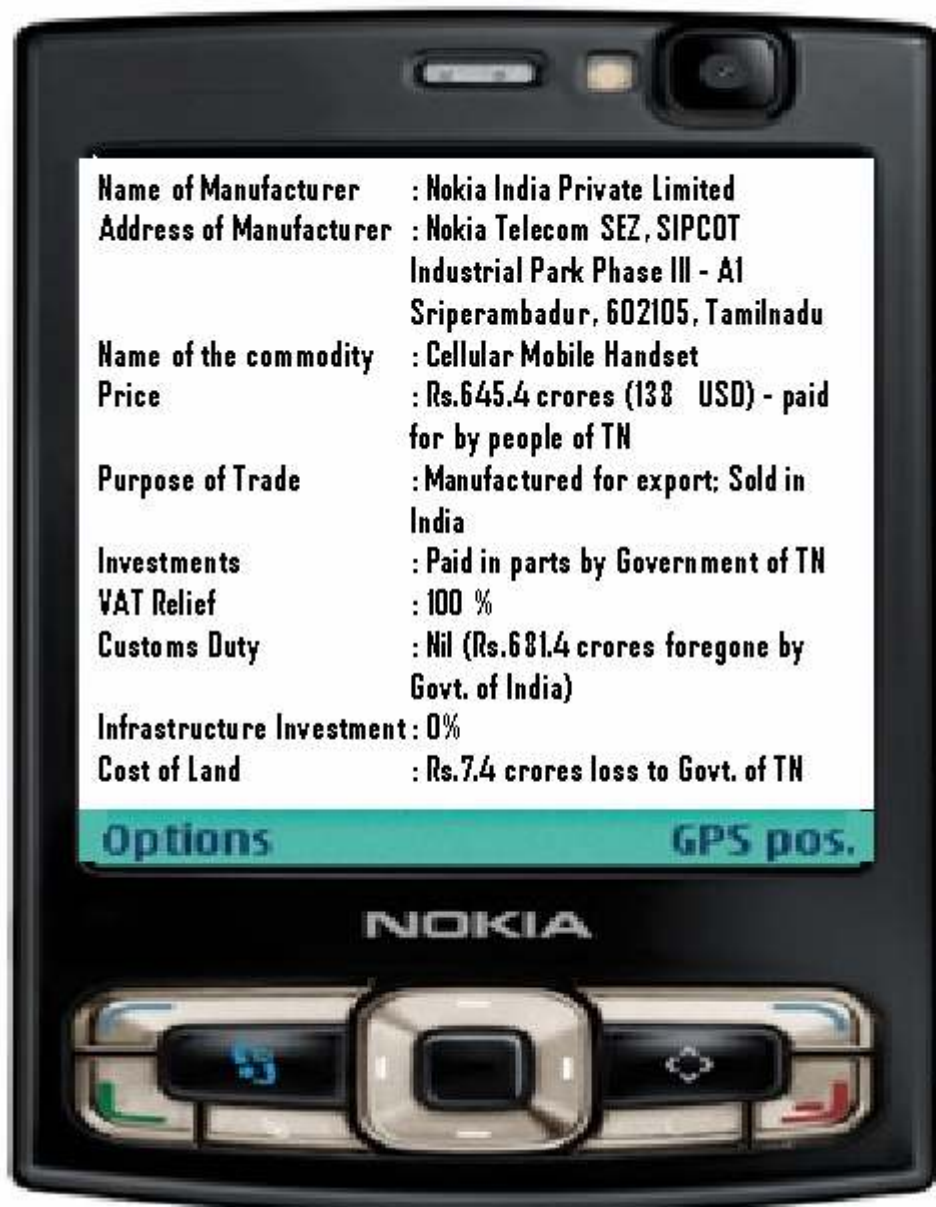 Name of Manufacturer : Nokia India Private Limited
Address of Manufacturer : Nokia Telecom SEZ, SIPCOT
Industrial Park Phase III - A1
Sriperambadur, 602105, Tamilnadu
Name of the commodity : Cellular Mobile Handset
Price : Rs.645.4 crores (138 USD) - paid
for by people of TN
Purpose of Trade : Manufactured for export; Sold in
India
Investments : Paid in parts by Government of TN
VAT Relief : 100 %
Customs Duty : Nil (Rs.681.4 crores foregone by
Govt. of India)
Infrastructure Investment : 0%
Cost of Land : Rs.7.4 crores loss to Govt. of TN
Options GPS pos.
NOKIA